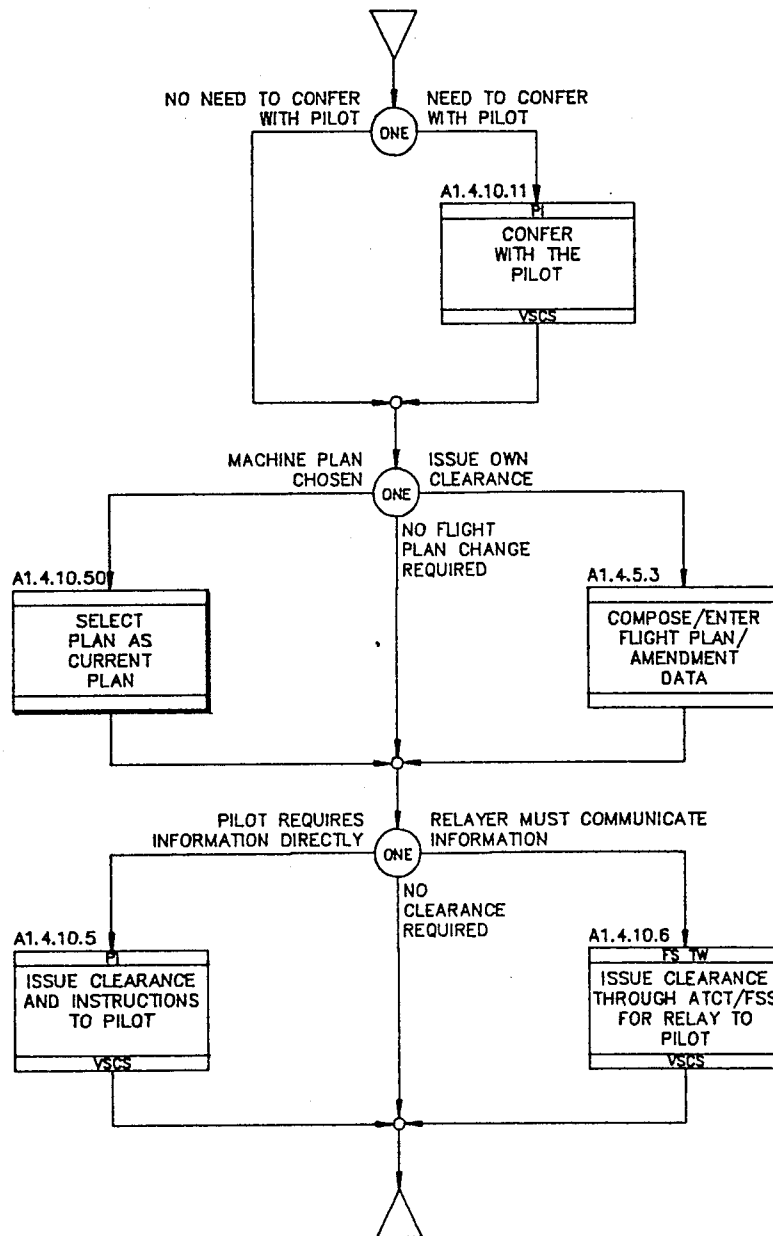 NO NEED TO CONFER
WITH PILOT
NEED TO CONFER
WITH PILOT
ONE
A1.4.10.11
PI
CONFER
WITH THE
PILOT
VSCS
MACHINE PLAN
CHOSEN
ISSUE OWN
CLEARANCE
ONE
NO FLIGHT
PLAN CHANGE
REQUIRED
A1.4.10.50
SELECT
PLAN AS
CURRENT
PLAN
A1.4.5.3
COMPOSE/ENTER
FLIGHT PLAN/
AMENDMENT
DATA
PILOT REQUIRES
INFORMATION DIRECTLY
RELAYER MUST COMMUNICATE
INFORMATION
ONE
NO
CLEARANCE
REQUIRED
A1.4.10.5
PI
ISSUE CLEARANCE
AND INSTRUCTIONS
TO PILOT
VSCS
A1.4.10.6
FS TW
ISSUE CLEARANCE
THROUGH ATCT/FSS
FOR RELAY TO
PILOT
VSCS